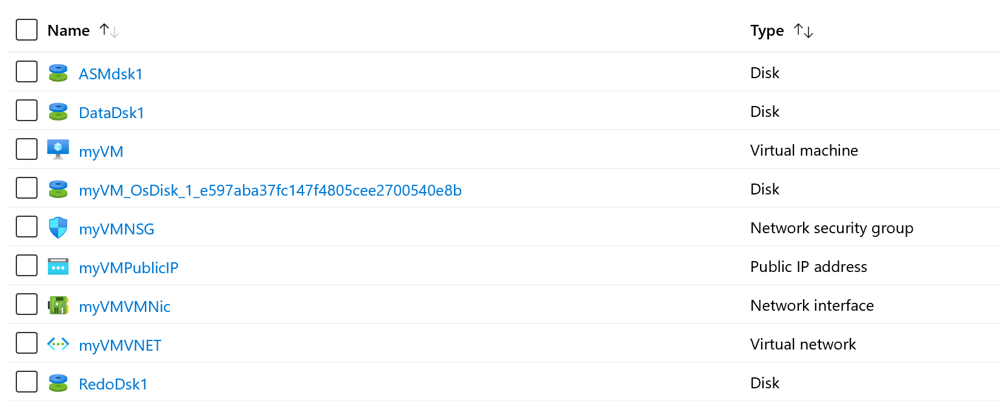 Name Type
ASMdsk1 Disk
DataDsk1 Disk
myVM Virtual machine
myVM_OsDisk_1_e597aba37fc147f4805cee2700540e8b Disk
myVMNSG Network security group
myVMPublicIP Public IP address
myVMVMNic Network interface
myVMVNET Virtual network
RedoDsk1 Disk